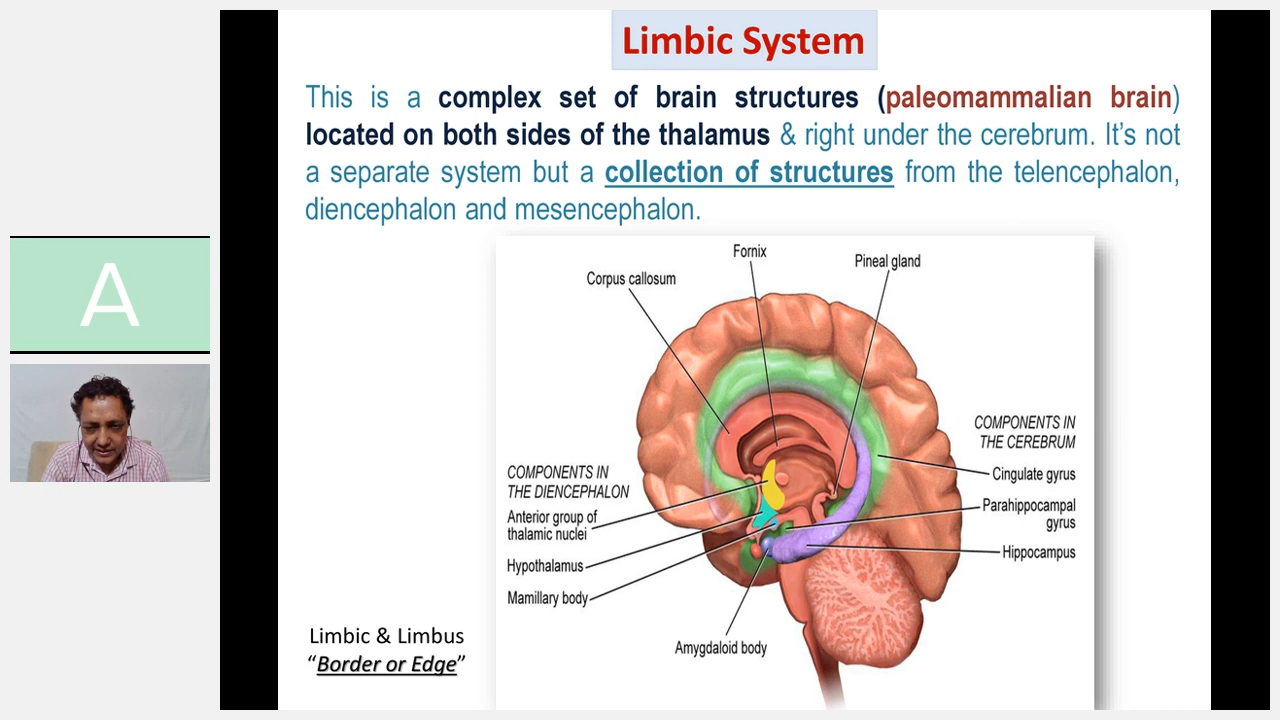 Limbic System
This is a complex set of brain structures (paleomammalian brain)
located on both sides of the thalamus & right under the cerebrum. It’s not
a separate system but a collection of structures from the telencephalon,
diencephalon and mesencephalon.
Fornix
Pineal gland
Corpus callosum
A
COMPONENTS IN
THE CEREBRUM
Cingulate gyrus
Parahippocampal
gyrus
Hippocampus
COMPONENTS IN
THE DIENCEPHALON
Anterior group of
thalamic nuclei
Hypothalamus
Mamillary body
Amygdaloid body
Limbic & Limbus
“Border or Edge”